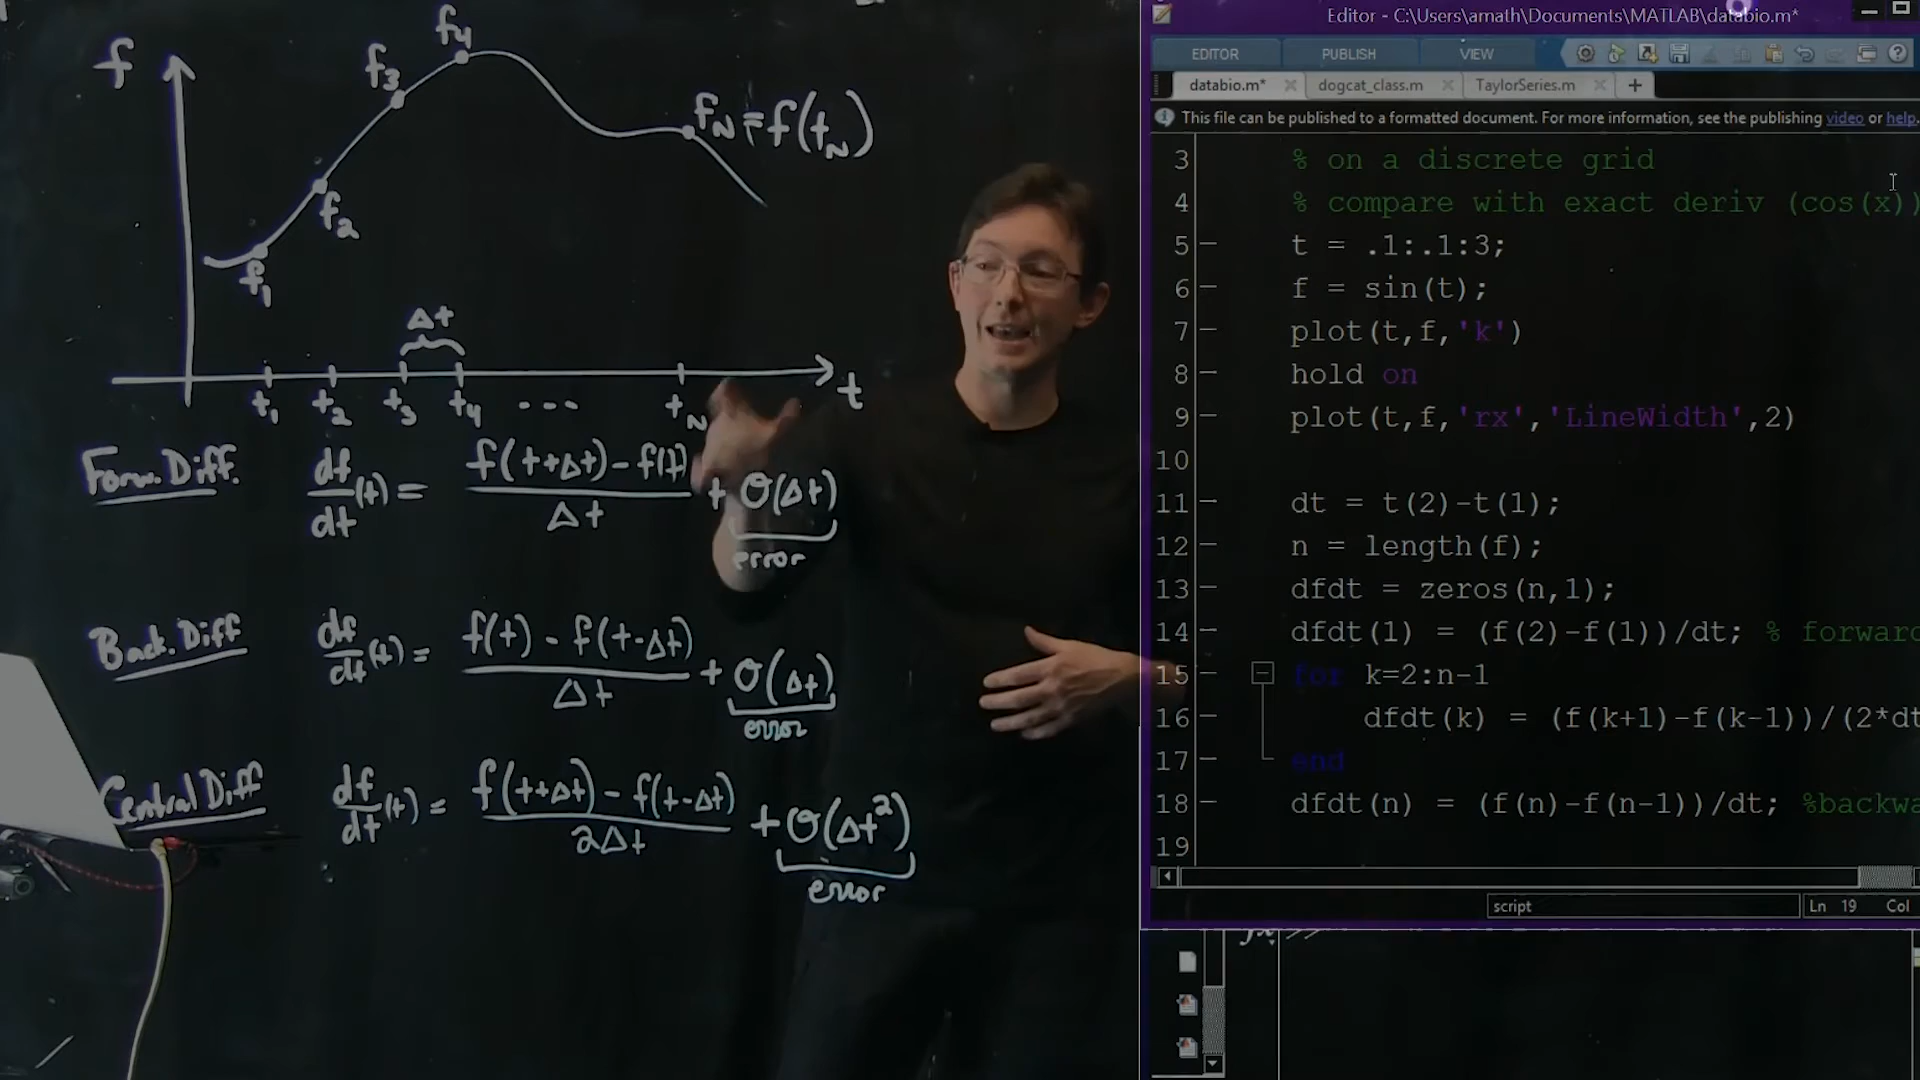 f
f₁
f₂
f₃
f₄
f_N = f(t_N)
Δt
t₁ t₂ t₃ t₄ ... t_N
t
Forw. Diff. df/dt(t) = (f(t+Δt) - f(t))/Δt + O(Δt)
error
Back. Diff df/dt(t) = (f(t) - f(t-Δt))/Δt + O(Δt)
error
Central Diff df/dt(t) = (f(t+Δt) - f(t-Δt))/2Δt + O(Δt²)
error
Editor - C:\Users\amath\Documents\MATLAB\databio.m*
EDITOR PUBLISH VIEW
databio.m* dogcat_class.m TaylorSeries.m +
This file can be published to a formatted document. For more information, see the publishing video or help.
3 % on a discrete grid
4 % compare with exact deriv (cos(x))
5 t = .1:.1:3;
6 f = sin(t);
7 plot(t,f,'k')
8 hold on
9 plot(t,f,'rx','LineWidth',2)
10
11 dt = t(2)-t(1);
12 n = length(f);
13 dfdt = zeros(n,1);
14 dfdt(1) = (f(2)-f(1))/dt; % forward
15 for k=2:n-1
16 dfdt(k) = (f(k+1)-f(k-1))/(2*dt
17 end
18 dfdt(n) = (f(n)-f(n-1))/dt; %backwa
19
script Ln 19 Col